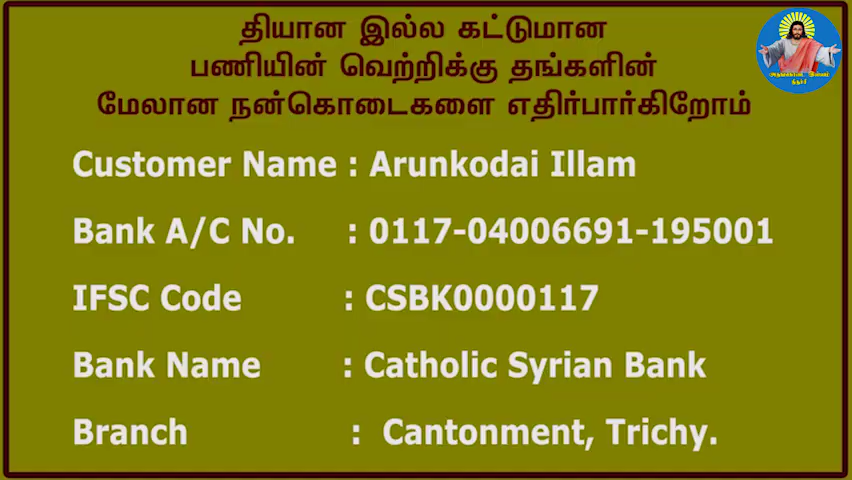 தியான இல்ல கட்டுமான
பணியின் வெற்றிக்கு தங்களின்
மேலான நன்கொடைகளை எதிர்பார்கிறோம்
Customer Name : Arunkodai Illam
Bank A/C No. : 0117-04006691-195001
IFSC Code : CSBK0000117
Bank Name : Catholic Syrian Bank
Branch : Cantonment, Trichy.